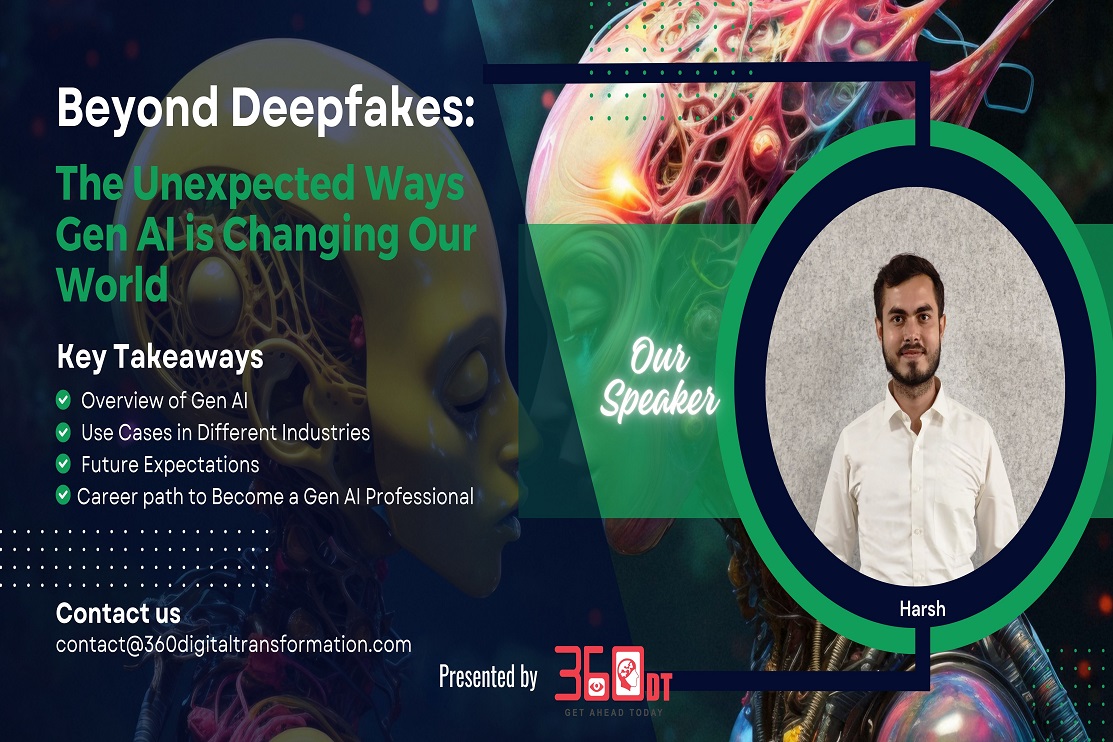 Beyond Deepfakes:
The Unexpected Ways
Gen AI is Changing Our
World
Key Takeaways
Overview of Gen AI
Use Cases in Different Industries
Future Expectations
Career path to Become a Gen AI Professional
Contact us
contact@360digitaltransformation.com
Our
Speaker
Harsh
Presented by
360DT
GET AHEAD TODAY